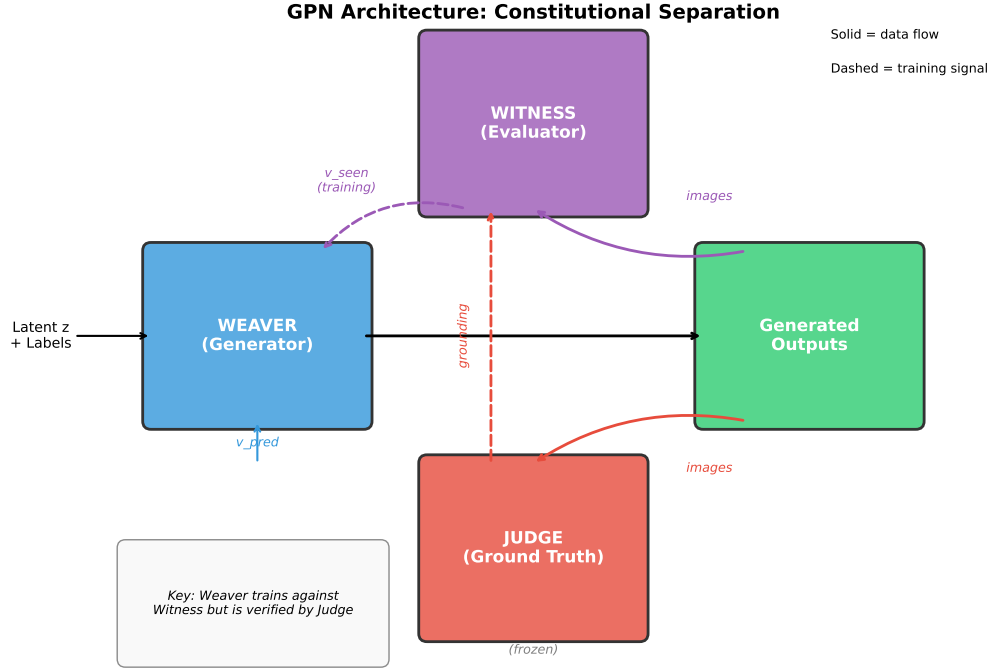 GPN Architecture: Constitutional Separation
Solid = data flow
Dashed = training signal
WITNESS
(Evaluator)
v_seen
(training)
images
Latent z
+ Labels
WEAVER
(Generator)
grounding
Generated
Outputs
v_pred
images
JUDGE
(Ground Truth)
Key: Weaver trains against
Witness but is verified by Judge
(frozen)